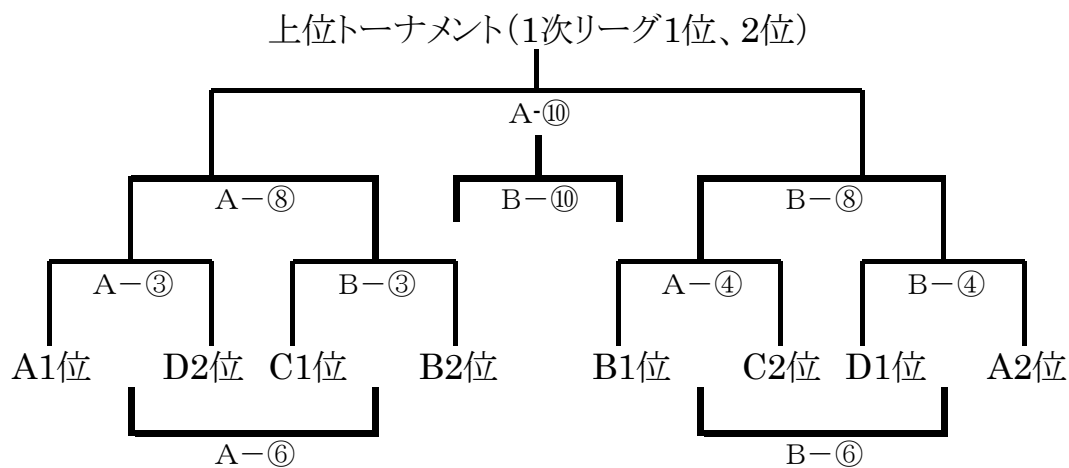 上位トーナメント(1次リーグ1位、2位)
A-⑩
A－⑧ B－⑩ B－⑧
A－③ B－③ A－④ B－④
A1位 D2位 C1位 B2位 B1位 C2位 D1位 A2位
A－⑥ B－⑥